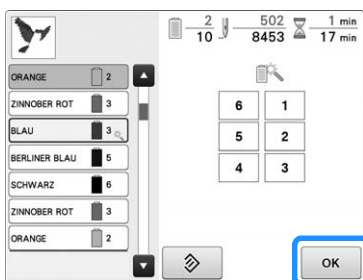 2 502 1 min
10 8453 17 min
ORANGE 2
ZINNOBER ROT 3
BLAU 3
BERLINER BLAU 5
SCHWARZ 6
ZINNOBER ROT 3
ORANGE 2
6 1
5 2
4 3
OK